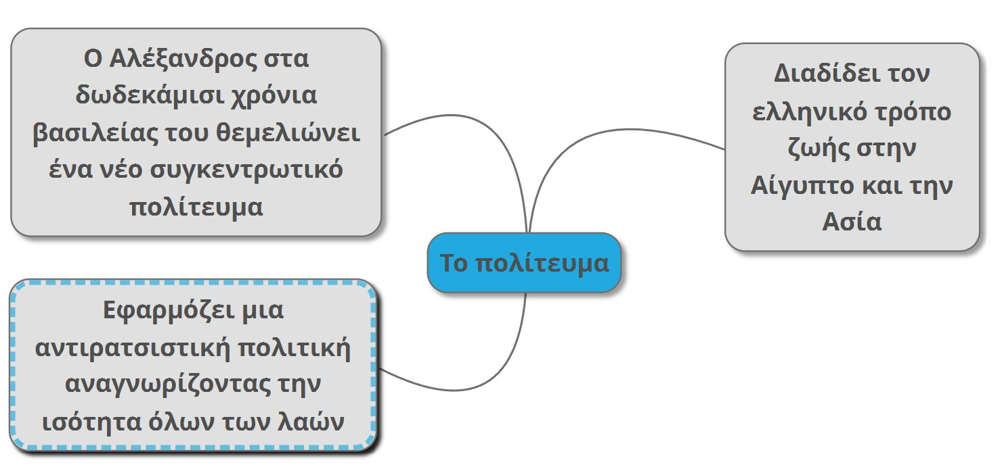 Ο Αλέξανδρος στα
δωδεκάμισι χρόνια
βασιλείας του θεμελιώνει
ένα νέο συγκεντρωτικό
πολίτευμα
Διαδίδει τον
ελληνικό τρόπο
ζωής στην
Αίγυπτο και την
Ασία
Το πολίτευμα
Εφαρμόζει μια
αντιρατσιστική πολιτική
αναγνωρίζοντας την
ισότητα όλων των λαών